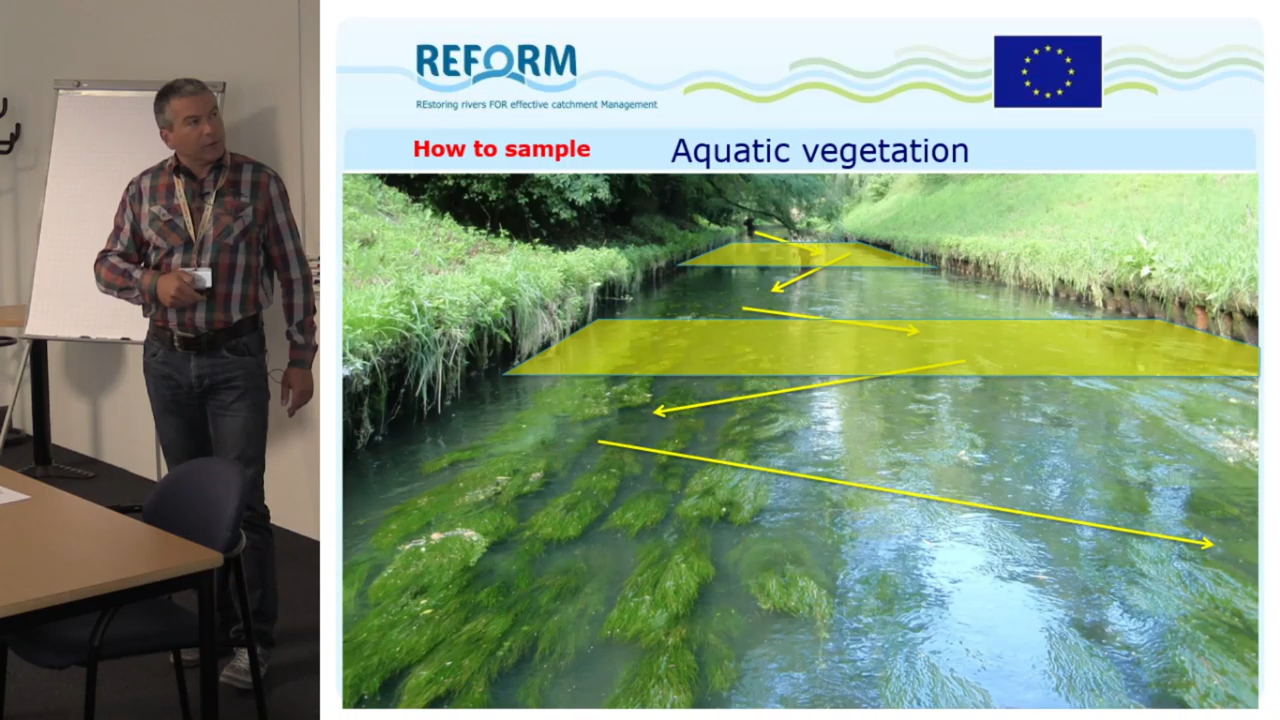 REFORM
REstoring rivers FOR effective catchment Management
How to sample Aquatic vegetation